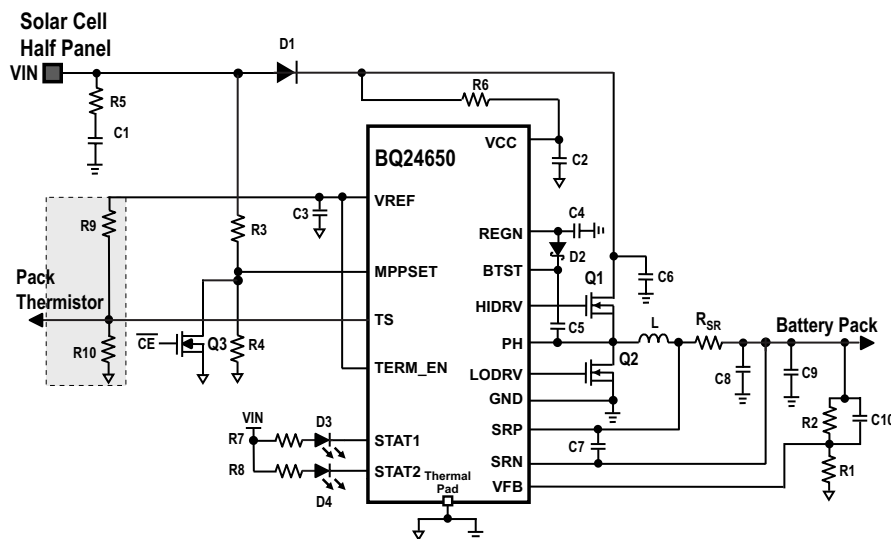 Solar Cell
Half Panel
VIN
D1
R5
C1
R6
VCC
C2
BQ24650
VREF
R9
C3
R3
REGN
C4
D2
BTST
Q1
C6
MPPSET
Pack
Thermistor
HIDRV
TS
C5
R10
CE
Q3
R4
PH
L
RSR
Battery Pack
Q2
TERM_EN
LODRV
C8
C9
GND
VIN
D3
R7
STAT1
SRP
R2
C10
C7
R8
STAT2
SRN
R1
D4
Thermal
Pad
VFB